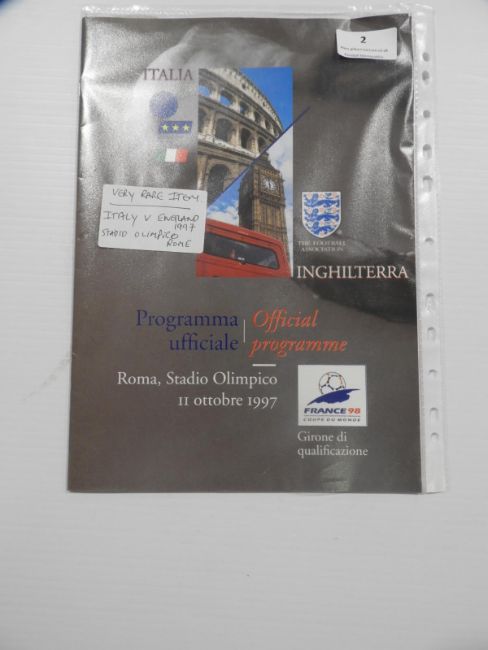 2
ITALIA
VERY RARE ITEM
ITALY V ENGLAND
1997
STADIO OLIMPICO
ROME
THE FOOTBALL
ASSOCIATION
INGHILTERRA
Programma
ufficiale
Official
programme
Roma, Stadio Olimpico
11 ottobre 1997
FRANCE 98
COUPE DU MONDE
Girone di
qualificazione